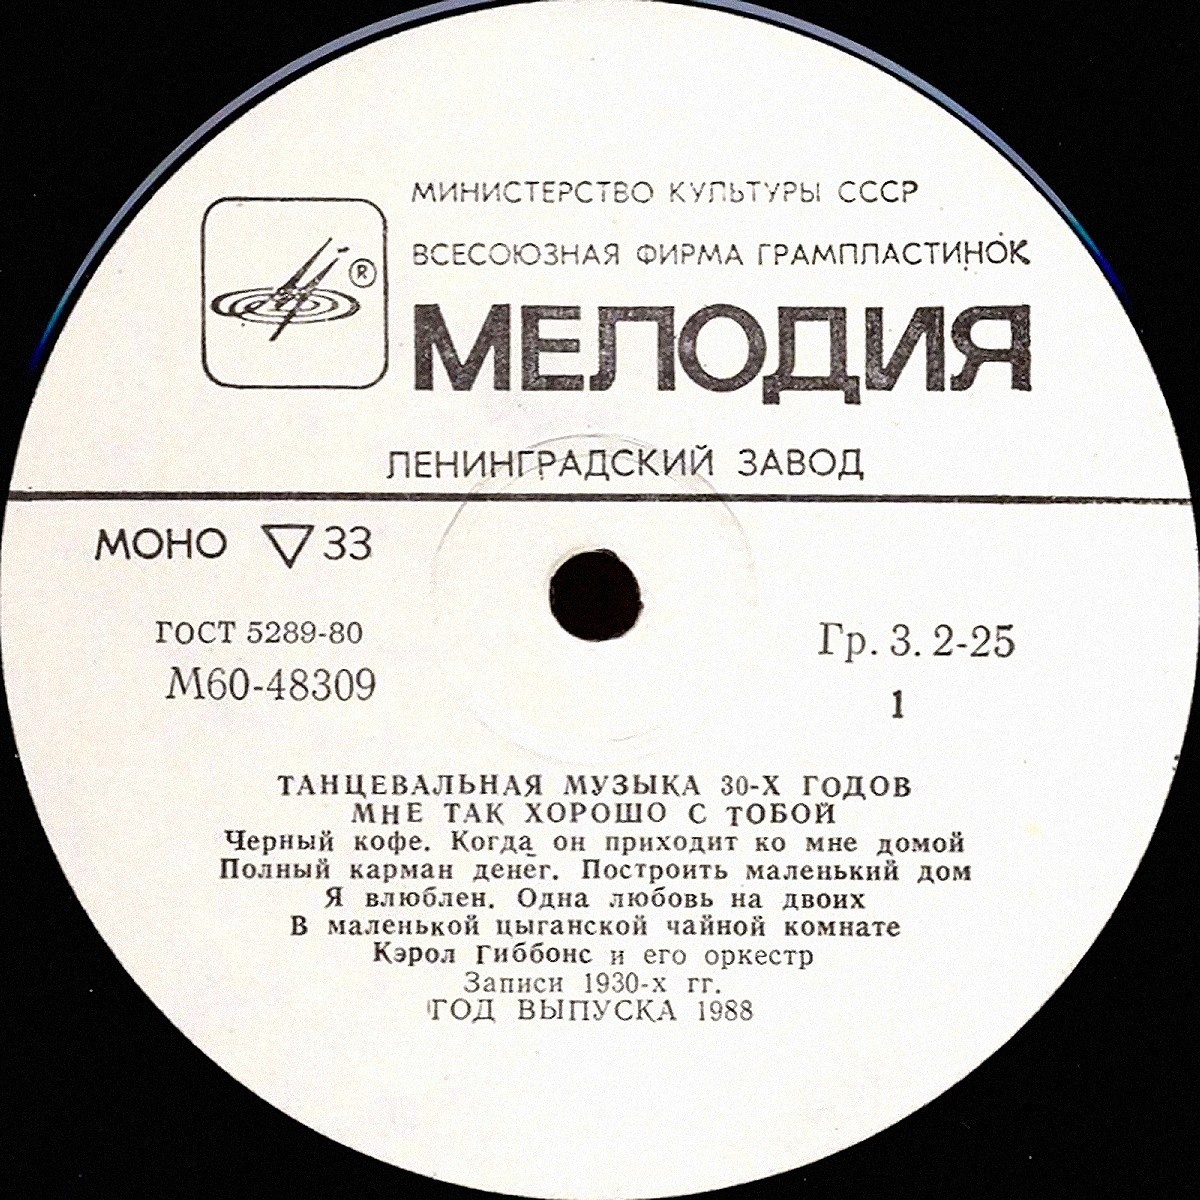 МИНИСТЕРСТВО КУЛЬТУРЫ СССР
ВСЕСОЮЗНАЯ ФИРМА ГРАМПЛАСТИНОК
®
МЕЛОДИЯ
ЛЕНИНГРАДСКИЙ ЗАВОД
МОНО ▽ 33
ГОСТ 5289-80
М60-48309
Гр. 3. 2-25
1
ТАНЦЕВАЛЬНАЯ МУЗЫКА 30-Х ГОДОВ
МНЕ ТАК ХОРОШО С ТОБОЙ
Черный кофе. Когда он приходит ко мне домой
Полный карман денег. Построить маленький дом
Я влюблен. Одна любовь на двоих
В маленькой цыганской чайной комнате
Кэрол Гиббонс и его оркестр
Записи 1930-х гг.
ГОД ВЫПУСКА 1988